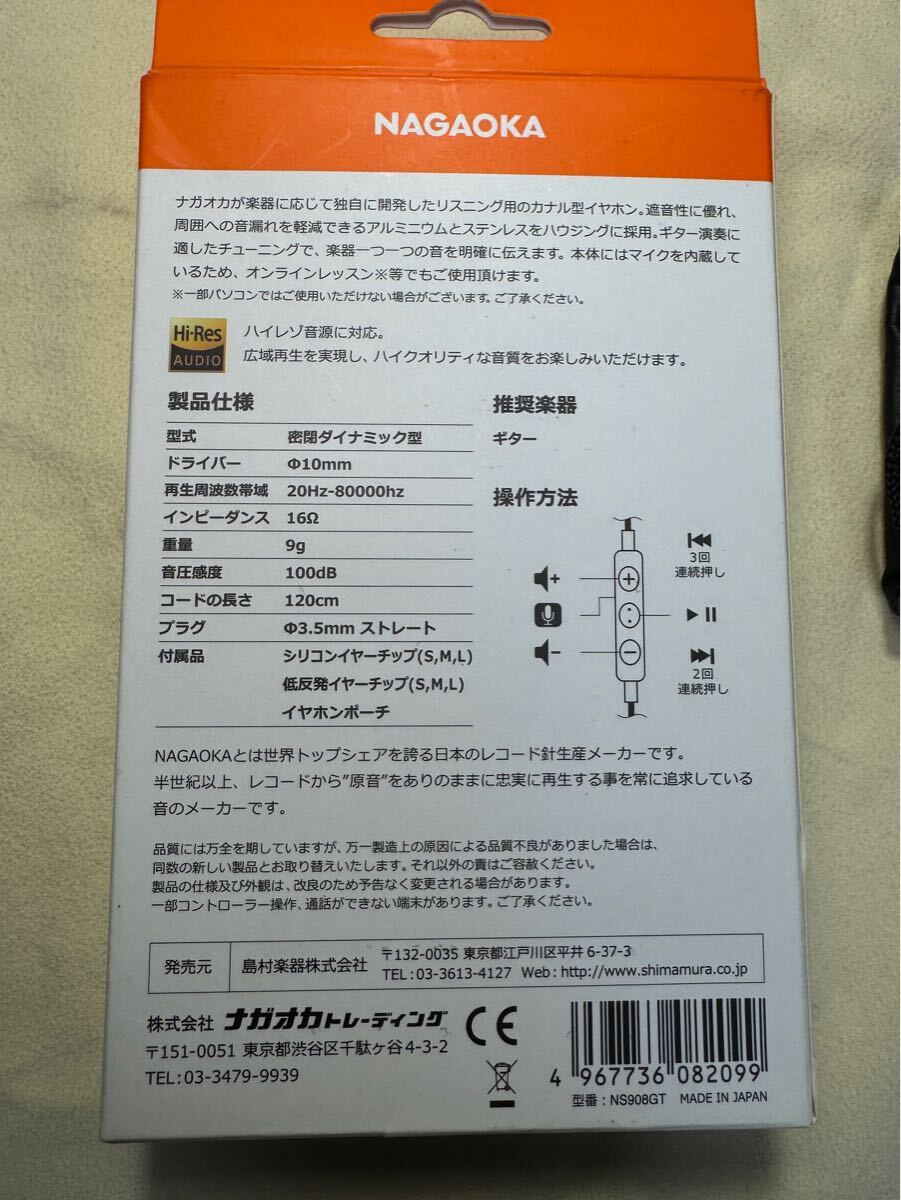 NAGAOKA
ナガオカが楽器に応じて独自に開発したリスニング用のカナル型イヤホン。遮音性に優れ、
周囲への音漏れを軽減できるアルミニウムとステンレスをハウジングに採用。ギター演奏に
適したチューニングで、楽器一つ一つの音を明確に伝えます。本体にはマイクを内蔵して
いるため、オンラインレッスン※等でもご使用頂けます。
※一部パソコンではご使用いただけない場合がございます。ご了承ください。
Hi-Res
AUDIO
ハイレゾ音源に対応。
広域再生を実現し、ハイクオリティな音質をお楽しみいただけます。
製品仕様
型式 密閉ダイナミック型
ドライバー Φ10mm
再生周波数帯域 20Hz-80000hz
インピーダンス 16Ω
重量 9g
音圧感度 100dB
コードの長さ 120cm
プラグ Φ3.5mm ストレート
付属品 シリコンイヤーチップ(S,M,L)
低反発イヤーチップ(S,M,L)
イヤホンポーチ
推奨楽器
ギター
操作方法
3回
連続押し
2回
連続押し
NAGAOKAとは世界トップシェアを誇る日本のレコード針生産メーカーです。
半世紀以上、レコードから"原音"をありのままに忠実に再生する事を常に追求している
音のメーカーです。
品質には万全を期していますが、万一製造上の原因による品質不良がありました場合は、
同数の新しい製品とお取り替えいたします。それ以外の責はご容赦ください。
製品の仕様及び外観は、改良のため予告なく変更される場合があります。
一部コントローラー操作、通話ができない端末があります。ご了承ください。
発売元 島村楽器株式会社
〒132-0035 東京都江戸川区平井 6-37-3
TEL:03-3613-4127 Web:http://www.shimamura.co.jp
株式会社 ナガオカトレーディング CE
〒151-0051 東京都渋谷区千駄ヶ谷4-3-2
TEL:03-3479-9939
4 967736 082099
型番：NS908GT MADE IN JAPAN